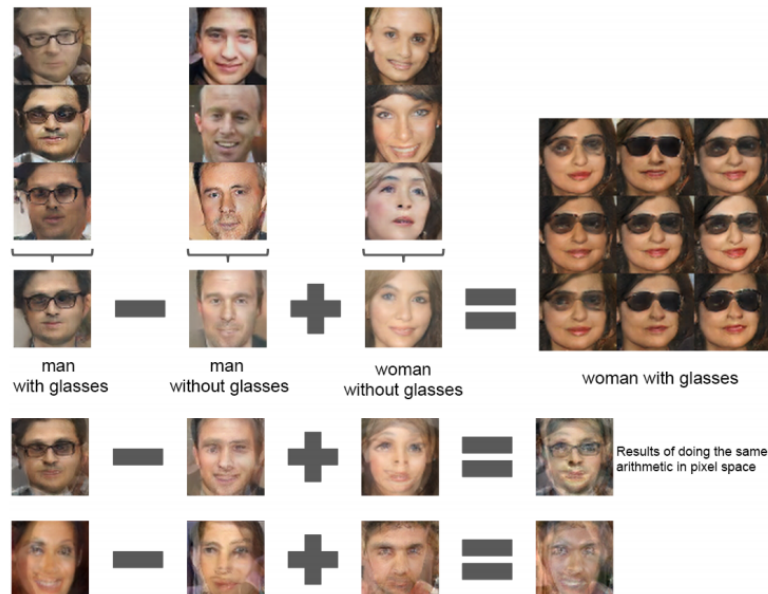 man
with glasses
man
without glasses
woman
without glasses
woman with glasses
Results of doing the same
arithmetic in pixel space